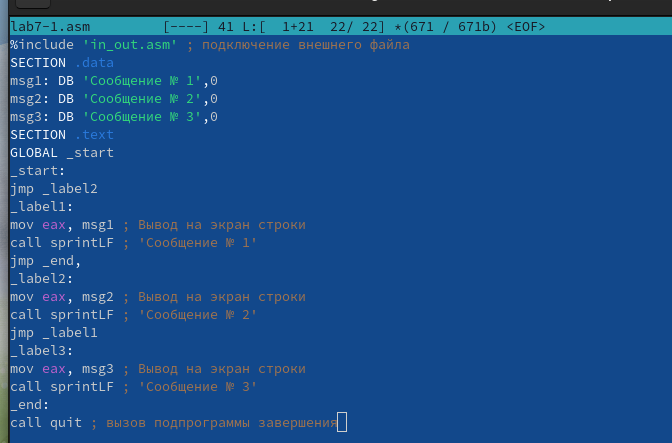 lab7-1.asm [----] 41 L:[ 1+21 22/ 22] *(671 / 671b) <EOF>
%include 'in_out.asm' ; подключение внешнего файла
SECTION .data
msg1: DB 'Сообщение № 1',0
msg2: DB 'Сообщение № 2',0
msg3: DB 'Сообщение № 3',0
SECTION .text
GLOBAL _start
_start:
jmp _label2
_label1:
mov eax, msg1 ; Вывод на экран строки
call sprintLF ; 'Сообщение № 1'
jmp _end,
_label2:
mov eax, msg2 ; Вывод на экран строки
call sprintLF ; 'Сообщение № 2'
jmp _label1
_label3:
mov eax, msg3 ; Вывод на экран строки
call sprintLF ; 'Сообщение № 3'
_end:
call quit ; вызов подпрограммы завершения